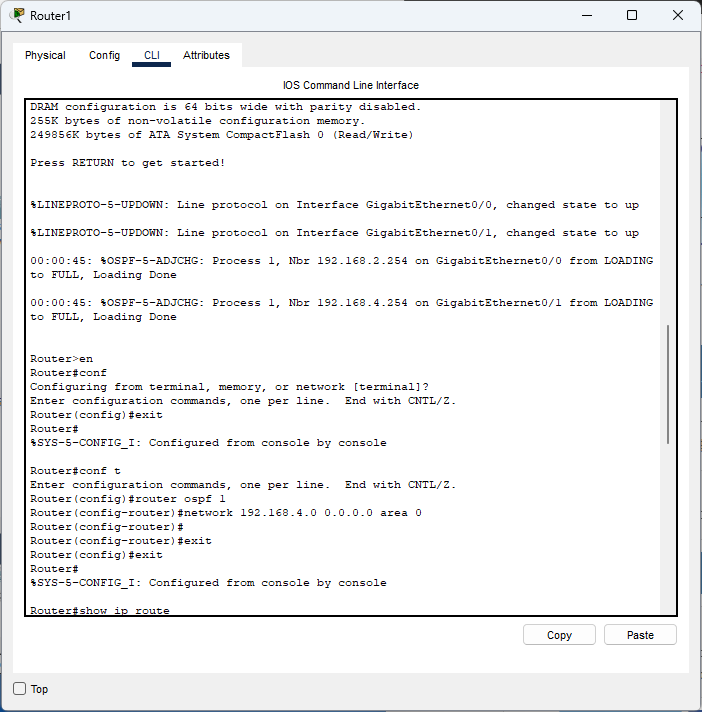 Router1
Physical Config CLI Attributes
IOS Command Line Interface
DRAM configuration is 64 bits wide with parity disabled.
255K bytes of non-volatile configuration memory.
249856K bytes of ATA System CompactFlash 0 (Read/Write)
Press RETURN to get started!
%LINEPROTO-5-UPDOWN: Line protocol on Interface GigabitEthernet0/0, changed state to up
%LINEPROTO-5-UPDOWN: Line protocol on Interface GigabitEthernet0/1, changed state to up
00:00:45: %OSPF-5-ADJCHG: Process 1, Nbr 192.168.2.254 on GigabitEthernet0/0 from LOADING
to FULL, Loading Done
00:00:45: %OSPF-5-ADJCHG: Process 1, Nbr 192.168.4.254 on GigabitEthernet0/1 from LOADING
to FULL, Loading Done
Router>en
Router#conf
Configuring from terminal, memory, or network [terminal]?
Enter configuration commands, one per line.  End with CNTL/Z.
Router(config)#exit
Router#
%SYS-5-CONFIG_I: Configured from console by console
Router#conf t
Enter configuration commands, one per line.  End with CNTL/Z.
Router(config)#router ospf 1
Router(config-router)#network 192.168.4.0 0.0.0.0 area 0
Router(config-router)#
Router(config-router)#exit
Router(config)#exit
Router#
%SYS-5-CONFIG_I: Configured from console by console
Router#show ip route
Copy Paste
Top